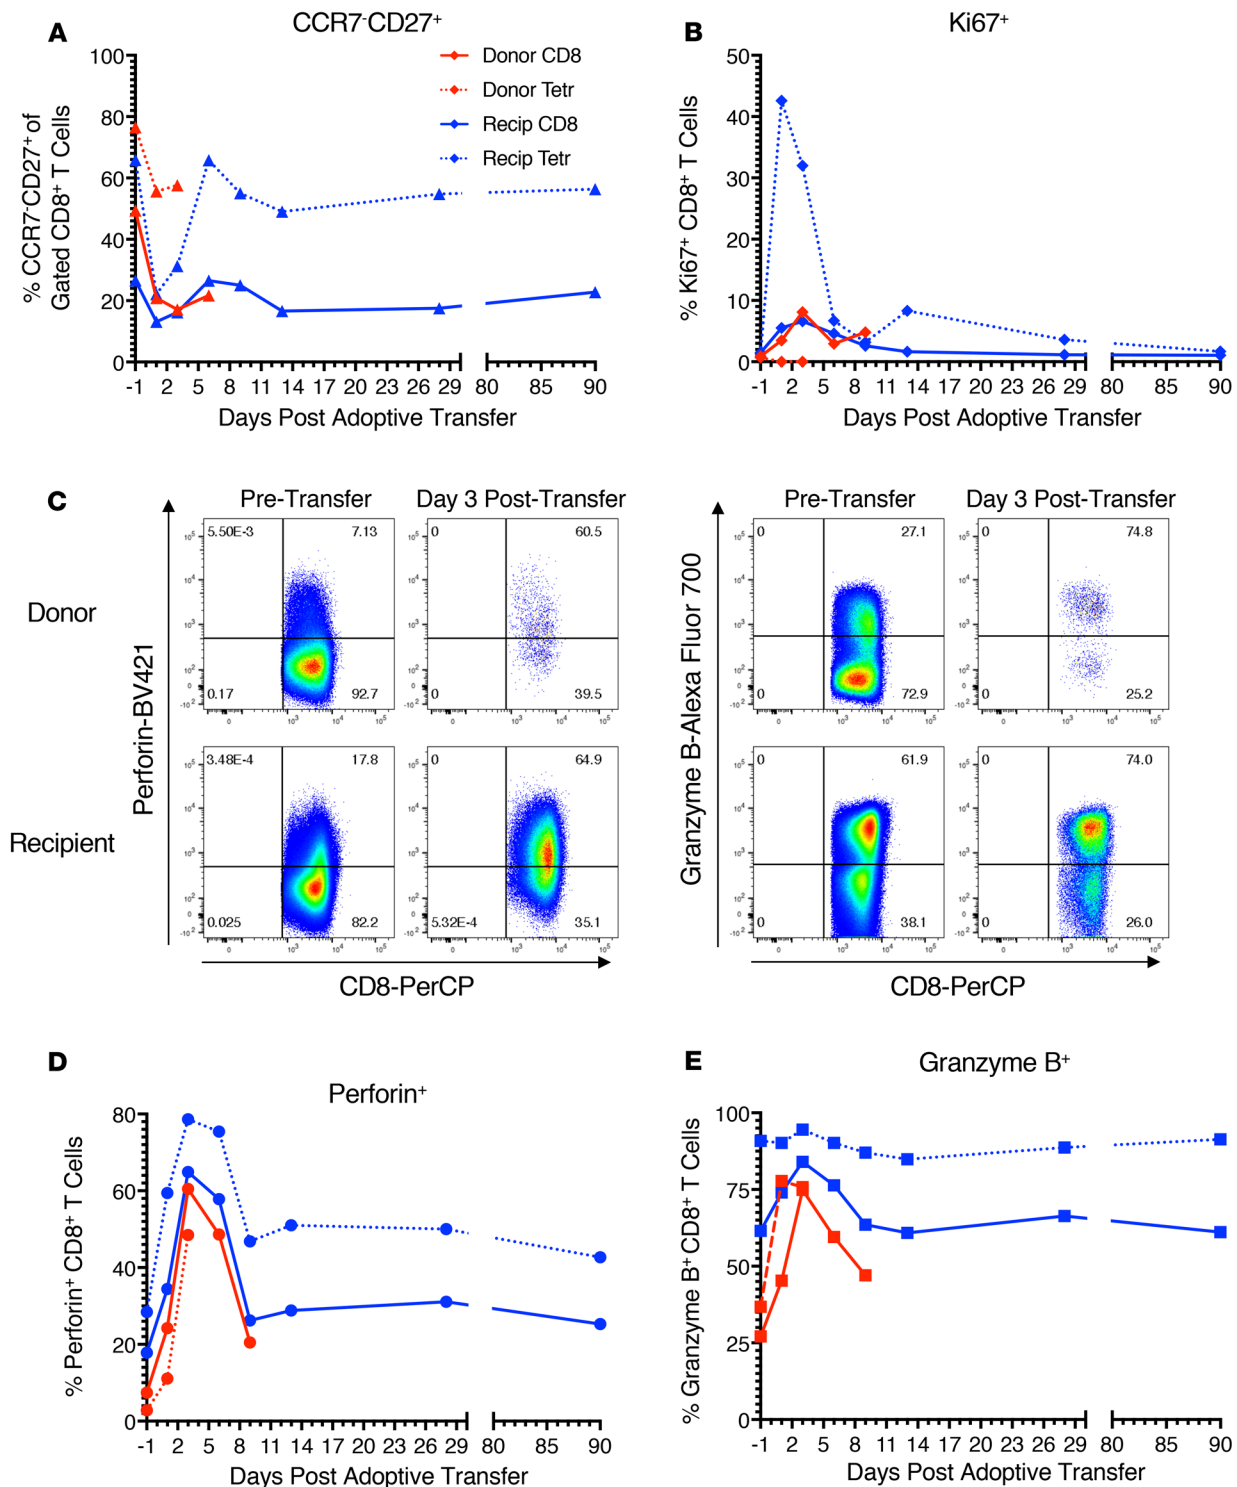 A
CCR7-CD27+
% CCR7-CD27+ of
Gated CD8+ T Cells
100
80
60
40
20
0
-1 2 5 8 11 14 17 20 23 26 29 80 85 90
Days Post Adoptive Transfer
Donor CD8
Donor Tetr
Recip CD8
Recip Tetr
B
Ki67+
% Ki67+ CD8+ T Cells
50
40
30
20
10
0
-1 2 5 8 11 14 17 20 23 26 29 80 85 90
Days Post Adoptive Transfer
C
Pre-Transfer
Day 3 Post-Transfer
Pre-Transfer
Day 3 Post-Transfer
Donor
Recipient
Perforin-BV421
Granzyme B-Alexa Fluor 700
5.50E-3 7.13
0.17 92.7
0 60.5
0 39.5
0 27.1
0 72.9
0 74.8
0 25.2
3.48E-4 17.8
0.025 82.2
0 64.9
5.32E-4 35.1
0 61.9
0 38.1
0 74.0
0 26.0
CD8-PerCP
CD8-PerCP
D
Perforin+
% Perforin+ CD8+ T Cells
80
60
40
20
0
-1 2 5 8 11 14 17 20 23 26 29 80 85 90
Days Post Adoptive Transfer
E
Granzyme B+
% Granzyme B+ CD8+ T Cells
100
75
50
25
0
-1 2 5 8 11 14 17 20 23 26 29 80 85 90
Days Post Adoptive Transfer